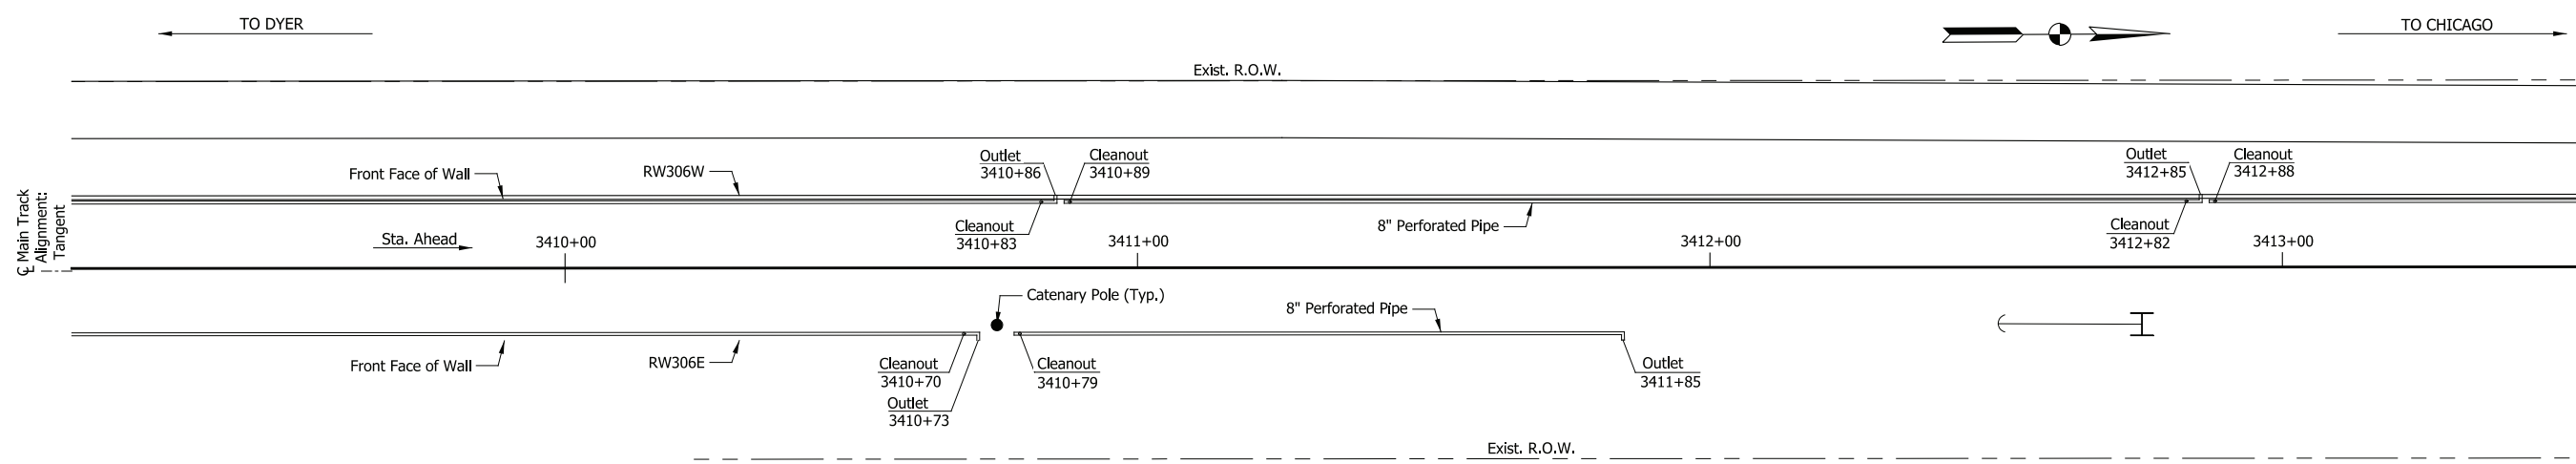 TO DYER
TO CHICAGO
Exist. R.O.W.
Outlet
3410+86
Cleanout
3410+89
Outlet
3412+85
Cleanout
3412+88
Front Face of Wall
RW306W
Cleanout
3410+83
8" Perforated Pipe
Cleanout
3412+82
℄ Main Track
Alignment:
Tangent
Sta. Ahead
3410+00
3411+00
3412+00
3413+00
Catenary Pole (Typ.)
8" Perforated Pipe
Front Face of Wall
RW306E
Cleanout
3410+70
Outlet
3410+73
Cleanout
3410+79
Outlet
3411+85
Exist. R.O.W.